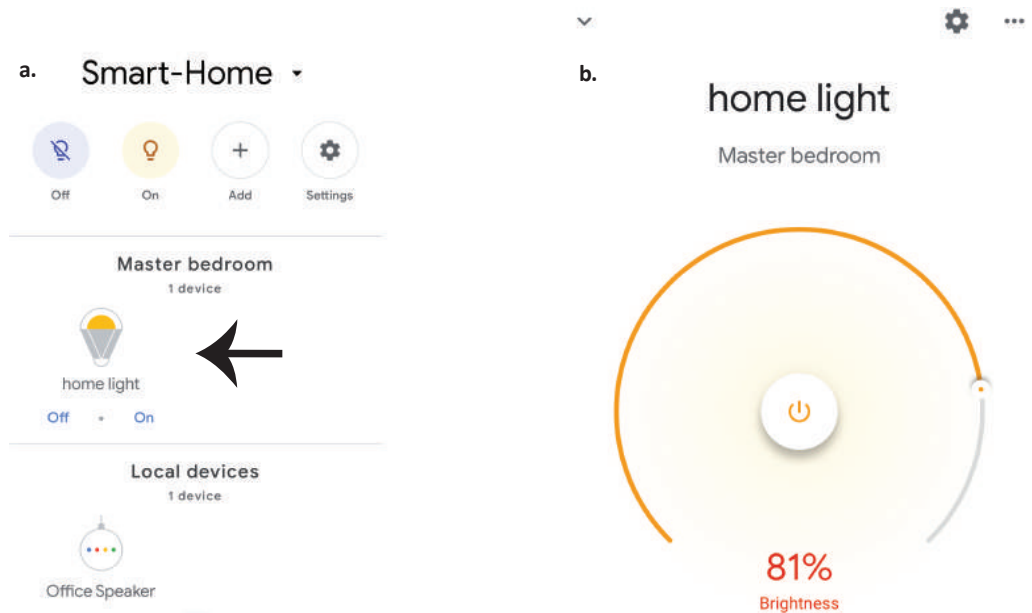 a.
Smart-Home
Off
On
Add
Settings
Master bedroom
1 device
home light
Off • On
Local devices
1 device
Office Speaker
b.
home light
Master bedroom
81%
Brightness